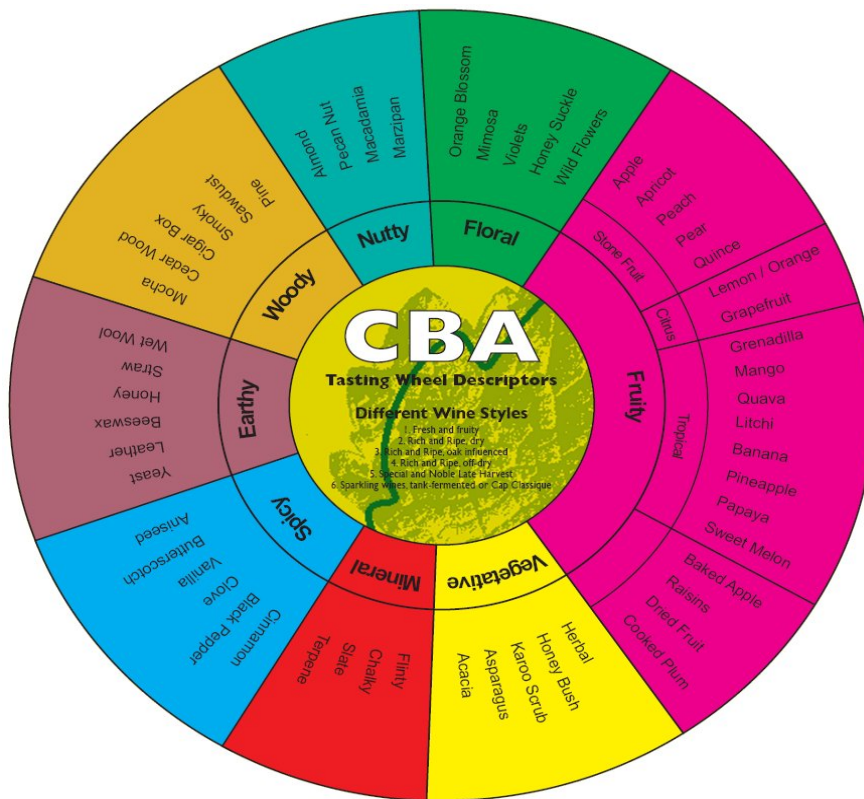 CBA
Tasting Wheel Descriptors
Different Wine Styles
1. Fresh and fruity
2. Rich and Ripe, dry
3. Rich and Ripe, oak influenced
4. Rich and Ripe, off-dry
5. Special and Noble Late Harvest
6. Sparkling wines, tank-fermented or Cap Classique
Floral
Orange Blossom
Mimosa
Violets
Honey Suckle
Wild Flowers
Fruity
Stone Fruit
Apple
Apricot
Peach
Pear
Quince
Citrus
Lemon / Orange
Grapefruit
Tropical
Grenadilla
Mango
Quava
Litchi
Banana
Pineapple
Papaya
Sweet Melon
Baked Apple
Raisins
Dried Fruit
Cooked Plum
Vegetative
Herbal
Honey Bush
Karoo Scrub
Asparagus
Acacia
Mineral
Flinty
Chalky
Slate
Terpene
Spicy
Cinnamon
Black Pepper
Clove
Vanilla
Butterscotch
Aniseed
Earthy
Yeast
Leather
Beeswax
Honey
Straw
Wet Wool
Woody
Mocha
Cedar Wood
Cigar Box
Smoky
Sawdust
Pine
Nutty
Almond
Pecan Nut
Macadamia
Marzipan